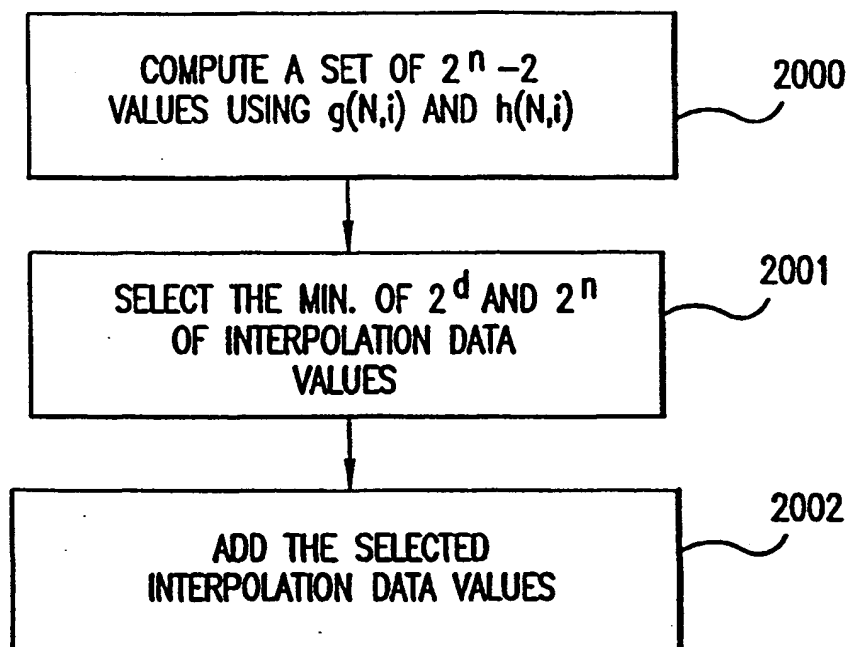 COMPUTE A SET OF 2ⁿ-2
VALUES USING g(N,i) AND h(N,i)
2000
SELECT THE MIN. OF 2ᵈ AND 2ⁿ
OF INTERPOLATION DATA
VALUES
2001
ADD THE SELECTED
INTERPOLATION DATA VALUES
2002